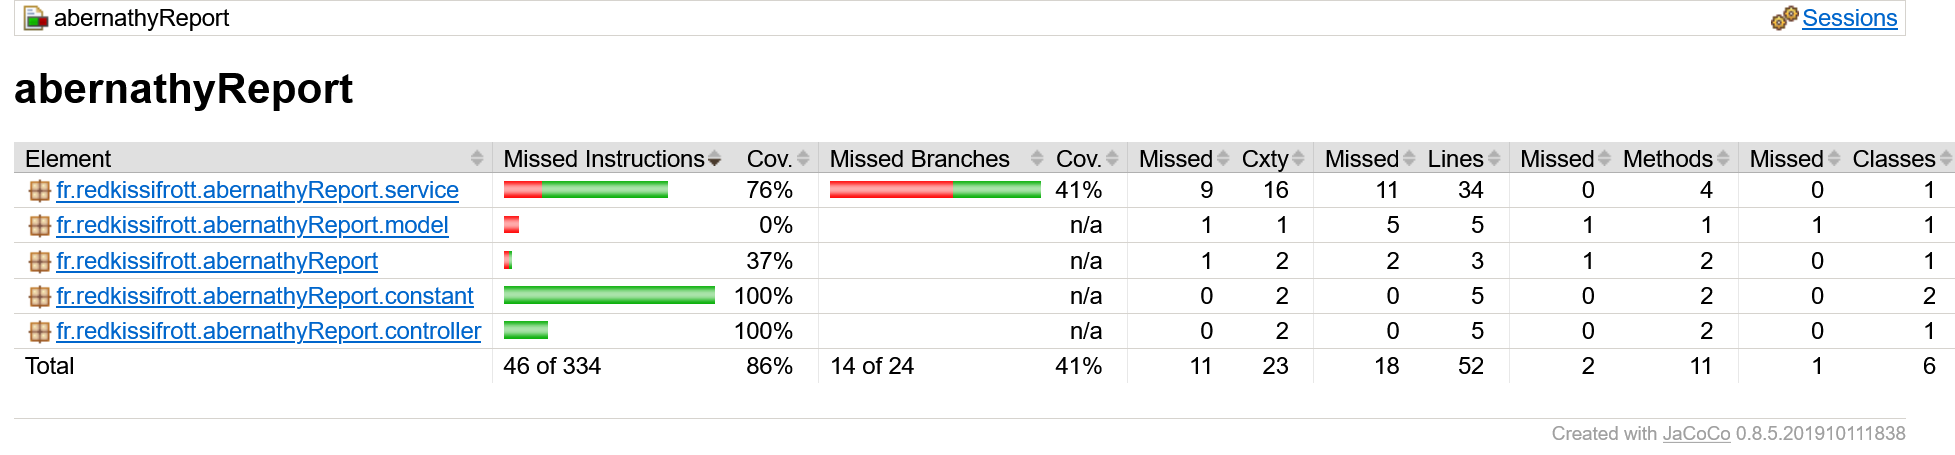 abernathyReport Sessions
abernathyReport
Element Missed Instructions Cov. Missed Branches Cov. Missed Cxty Missed Lines Missed Methods Missed Classes
fr.redkissifrott.abernathyReport.service 76% 41% 9 16 11 34 0 4 0 1
fr.redkissifrott.abernathyReport.model 0% n/a 1 1 5 5 1 1 1 1
fr.redkissifrott.abernathyReport 37% n/a 1 2 2 3 1 2 0 1
fr.redkissifrott.abernathyReport.constant 100% n/a 0 2 0 5 0 2 0 2
fr.redkissifrott.abernathyReport.controller 100% n/a 0 2 0 5 0 2 0 1
Total 46 of 334 86% 14 of 24 41% 11 23 18 52 2 11 1 6
Created with JaCoCo 0.8.5.201910111838